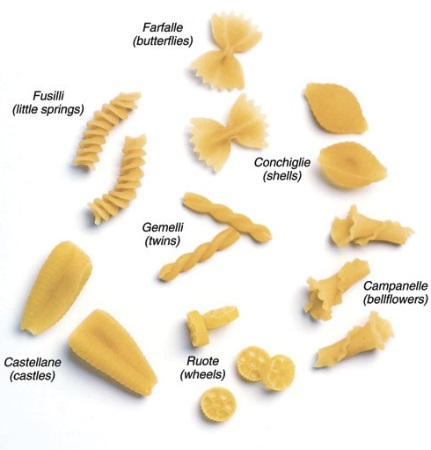 Farfalle
(butterflies)
Fusilli
(little springs)
Conchiglie
(shells)
Gemelli
(twins)
Campanelle
(bellflowers)
Castellane
(castles)
Ruote
(wheels)